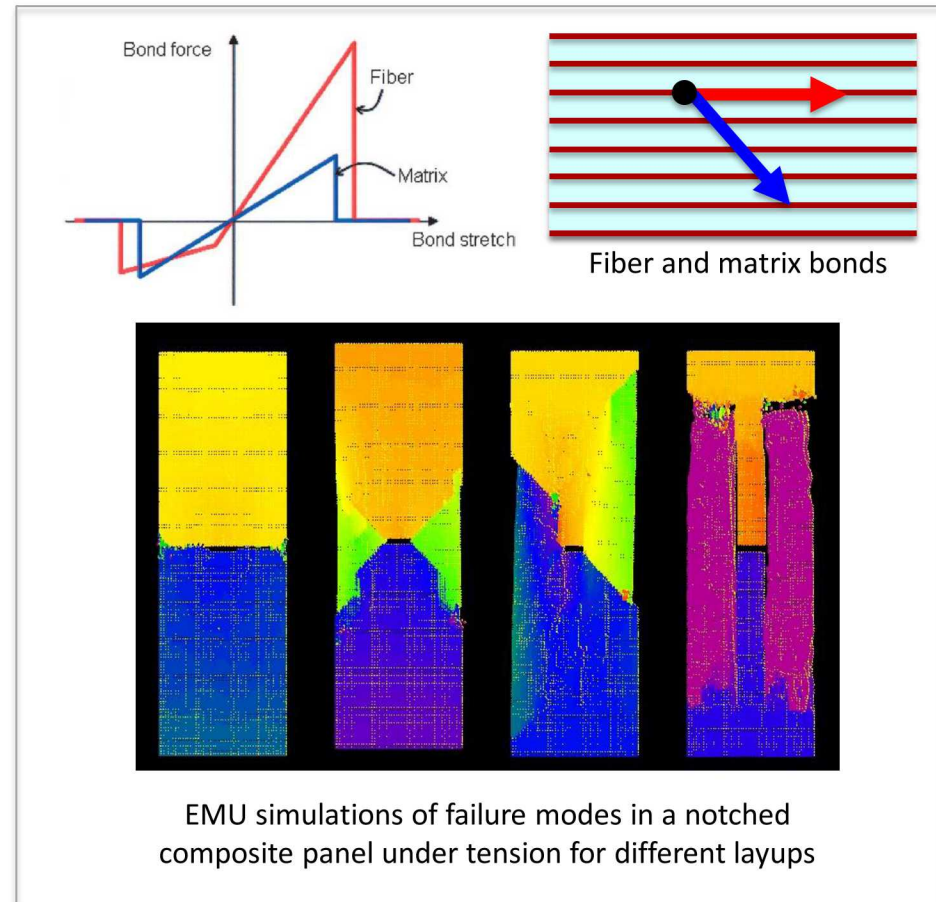 Bond force
Fiber
Matrix
Bond stretch
Fiber and matrix bonds
EMU simulations of failure modes in a notched
composite panel under tension for different layups